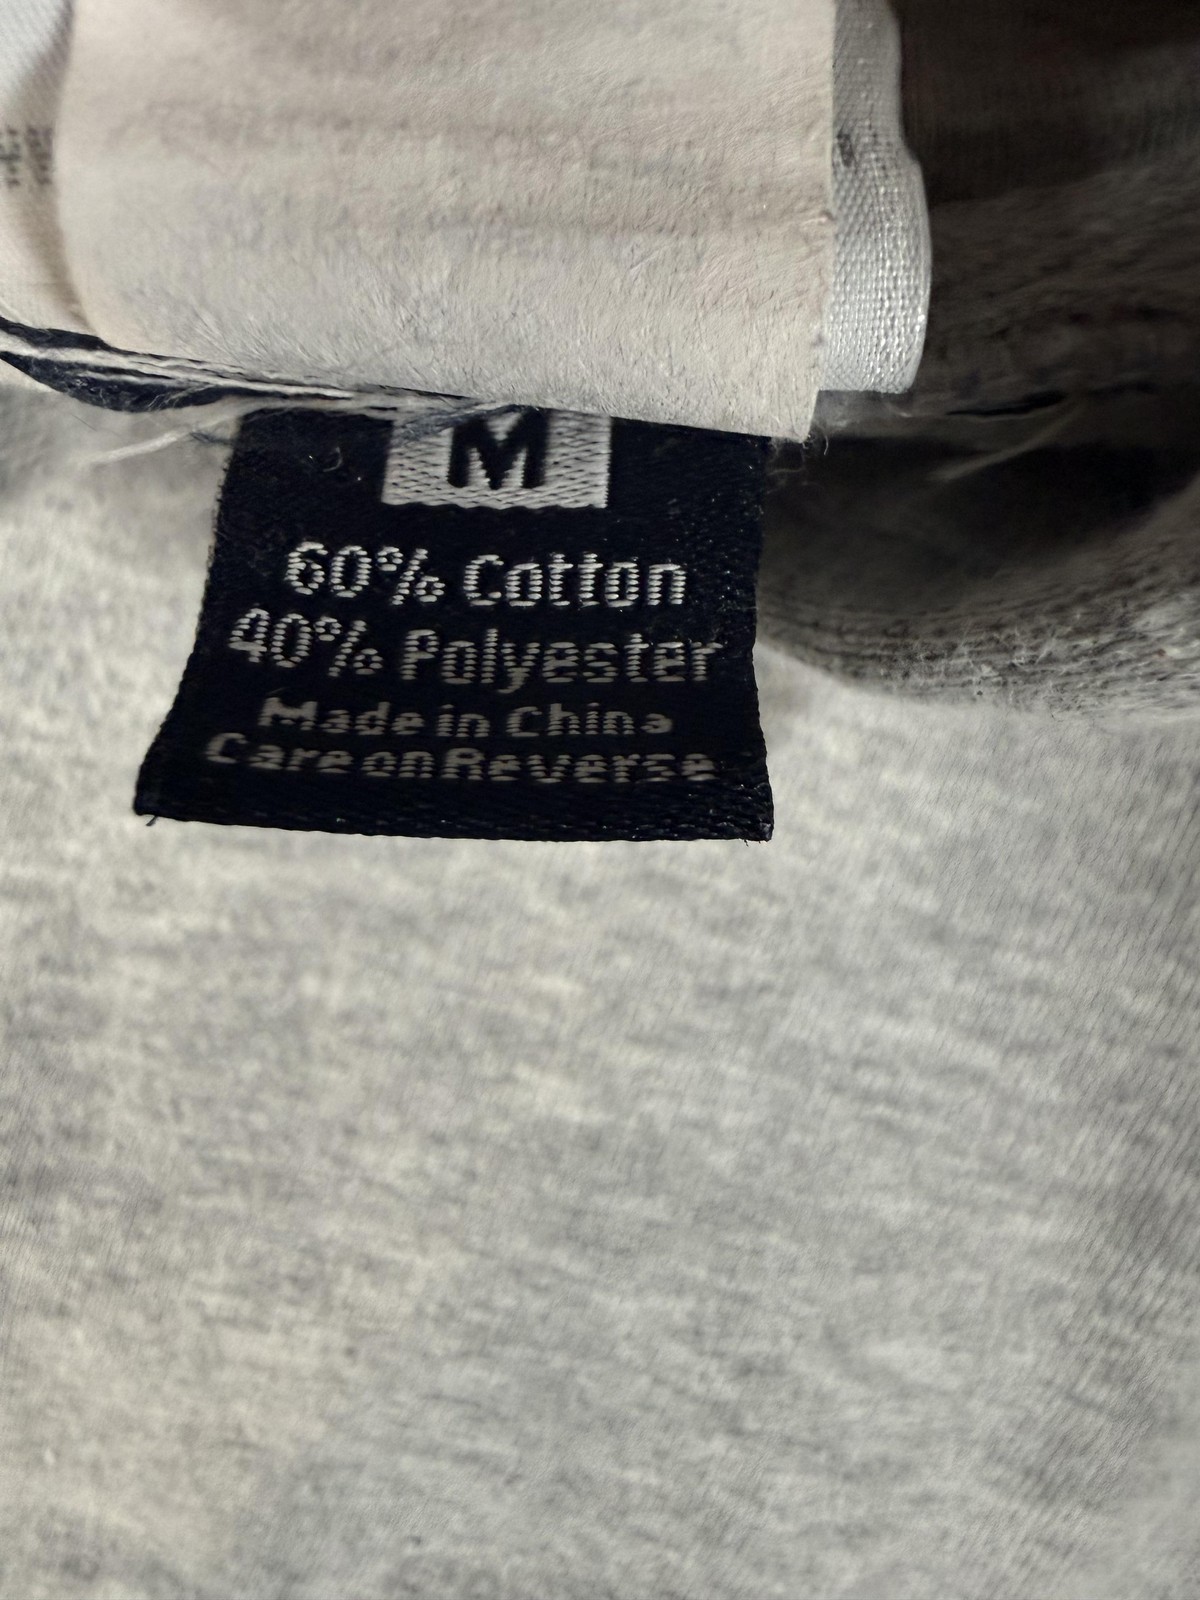 M
60% Cotton
40% Polyester
Made in China
Care on Reverse